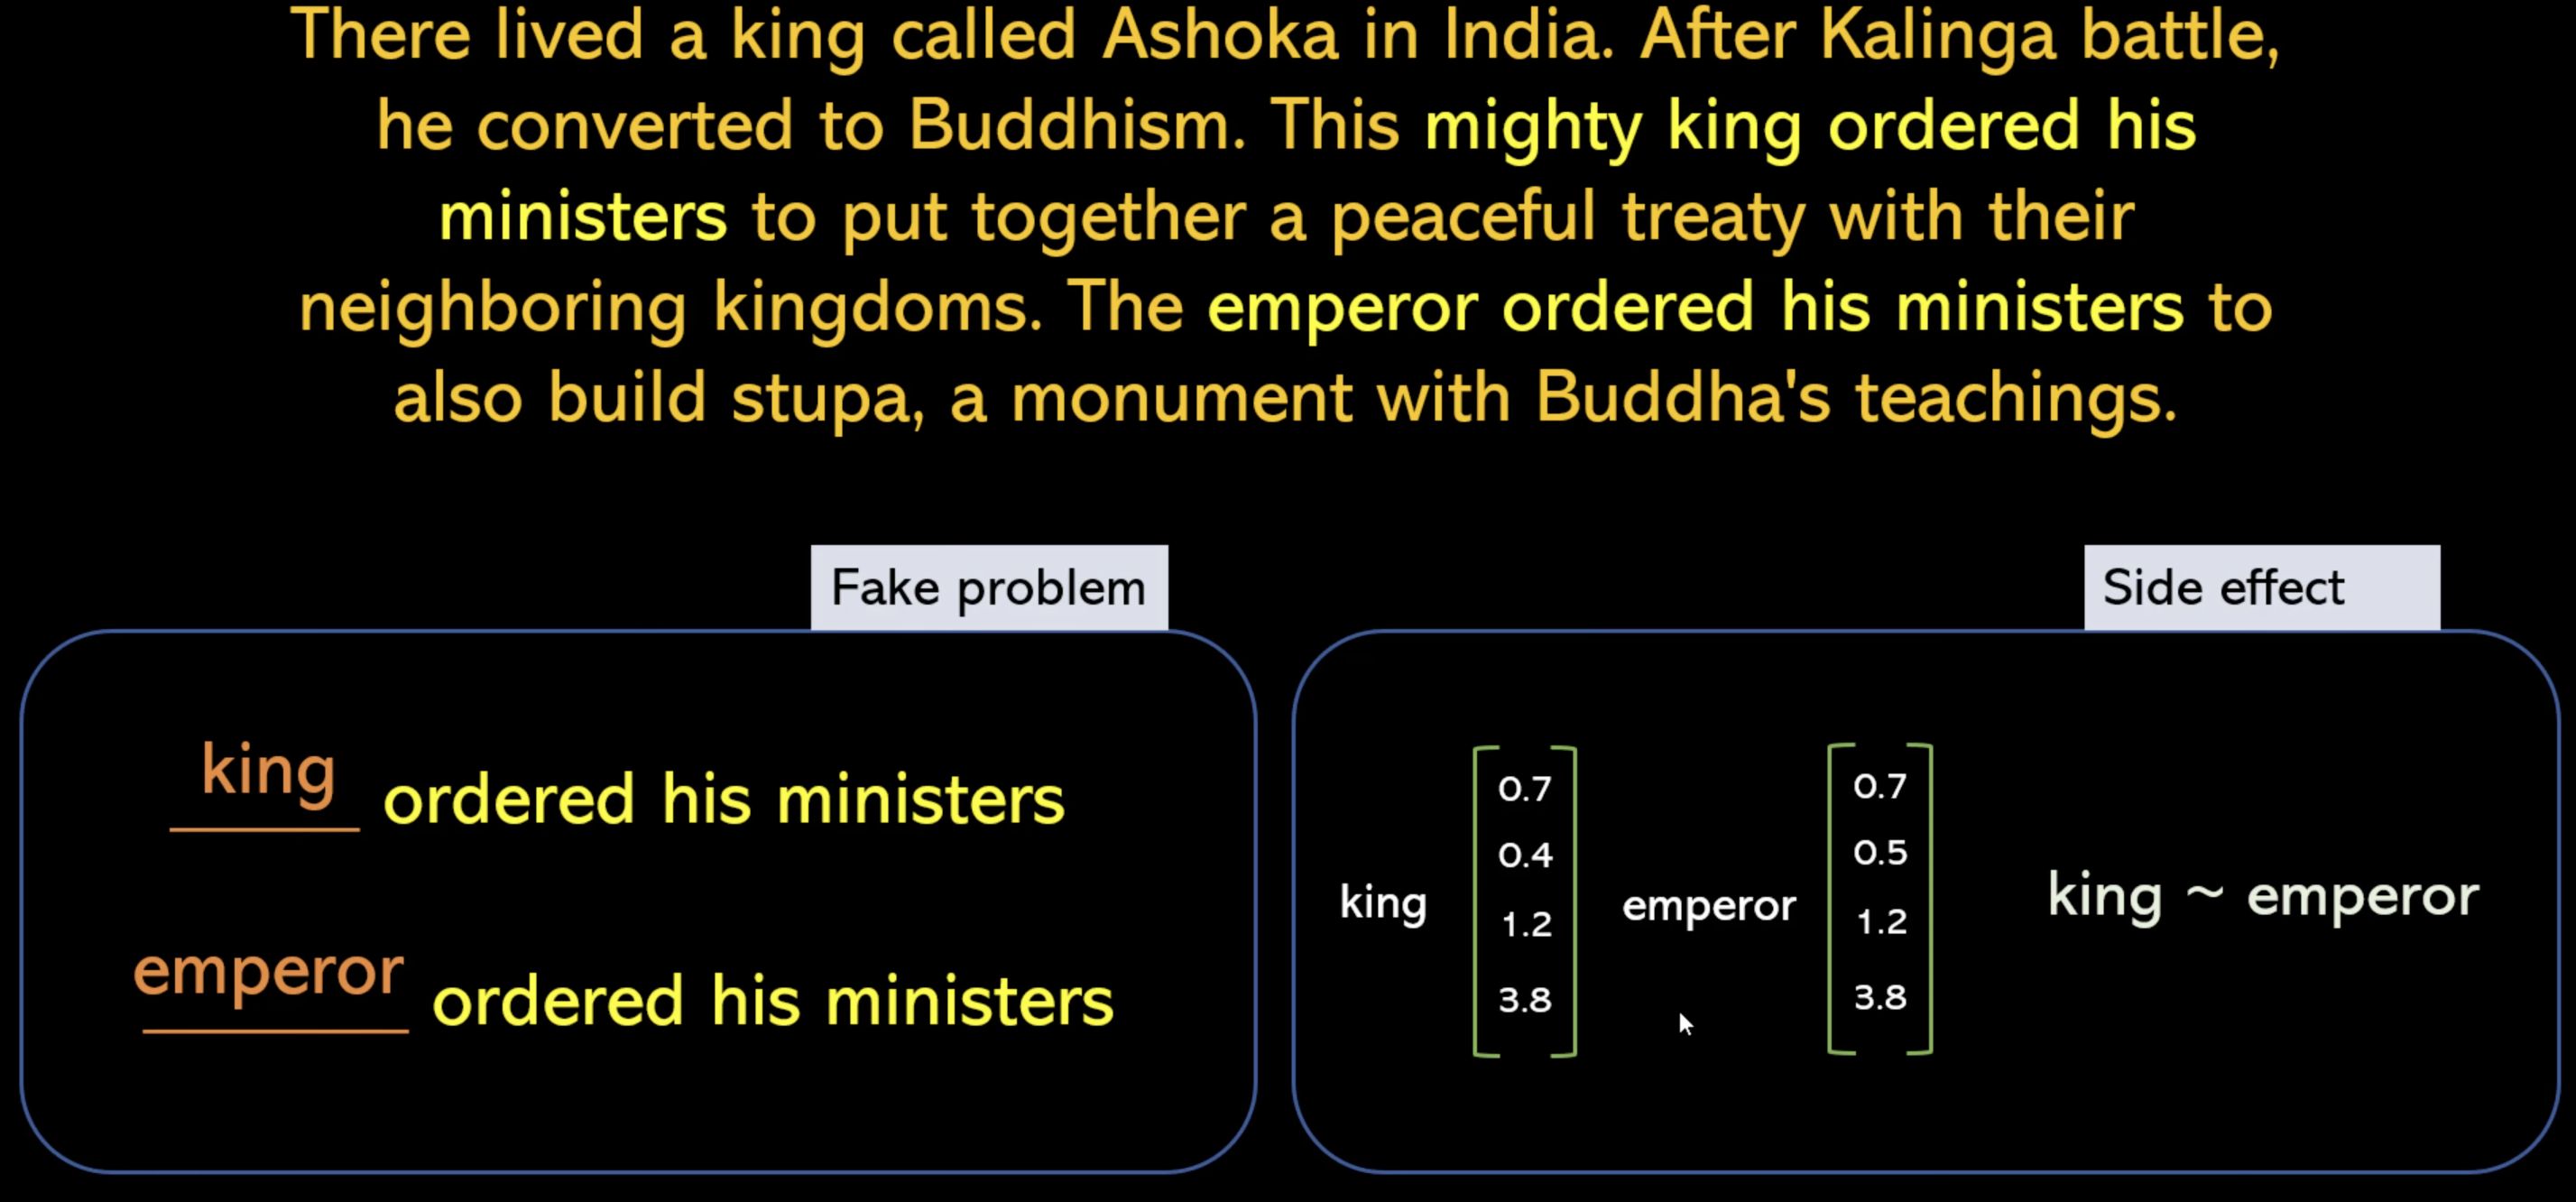 There lived a king called Ashoka in India. After Kalinga battle,
he converted to Buddhism. This mighty king ordered his
ministers to put together a peaceful treaty with their
neighboring kingdoms. The emperor ordered his ministers to
also build stupa, a monument with Buddha's teachings.
Fake problem
king ordered his ministers
emperor ordered his ministers
Side effect
king
0.7
0.4
1.2
3.8
emperor
0.7
0.5
1.2
3.8
king ~ emperor